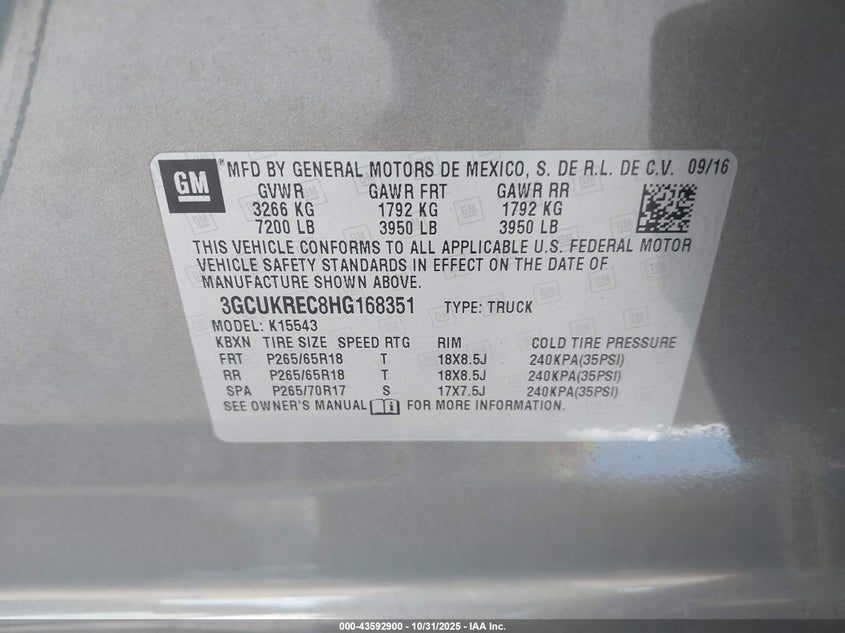 GM ® MFD BY GENERAL MOTORS DE MEXICO, S. DE R.L. DE C.V. 09/16
GVWR GAWR FRT GAWR RR
3266 KG 1792 KG 1792 KG
7200 LB 3950 LB 3950 LB
THIS VEHICLE CONFORMS TO ALL APPLICABLE U.S. FEDERAL MOTOR
VEHICLE SAFETY STANDARDS IN EFFECT ON THE DATE OF
MANUFACTURE SHOWN ABOVE.
3GCUKREC8HG168351 TYPE: TRUCK
MODEL: K15543
KBXN TIRE SIZE SPEED RTG RIM COLD TIRE PRESSURE
FRT P265/65R18 T 18X8.5J 240KPA(35PSI)
RR P265/65R18 T 18X8.5J 240KPA(35PSI)
SPA P265/70R17 S 17X7.5J 240KPA(35PSI)
SEE OWNER'S MANUAL FOR MORE INFORMATION.
000-43592900 - 10/31/2025 - IAA Inc.